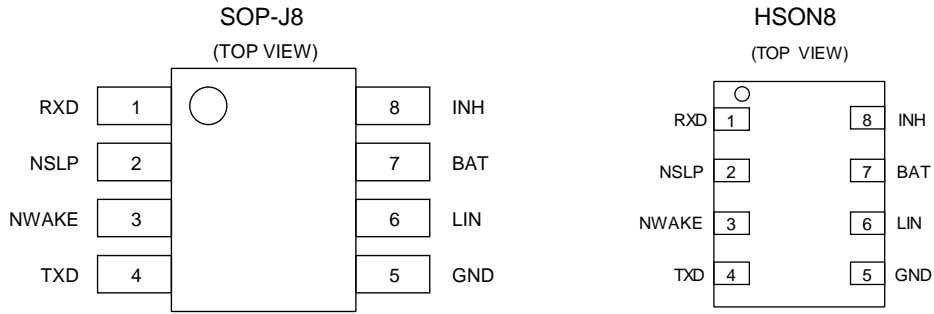 SOP-J8
(TOP VIEW)
RXD 1 8 INH
NSLP 2 7 BAT
NWAKE 3 6 LIN
TXD 4 5 GND
HSON8
(TOP VIEW)
RXD 1 8 INH
NSLP 2 7 BAT
NWAKE 3 6 LIN
TXD 4 5 GND